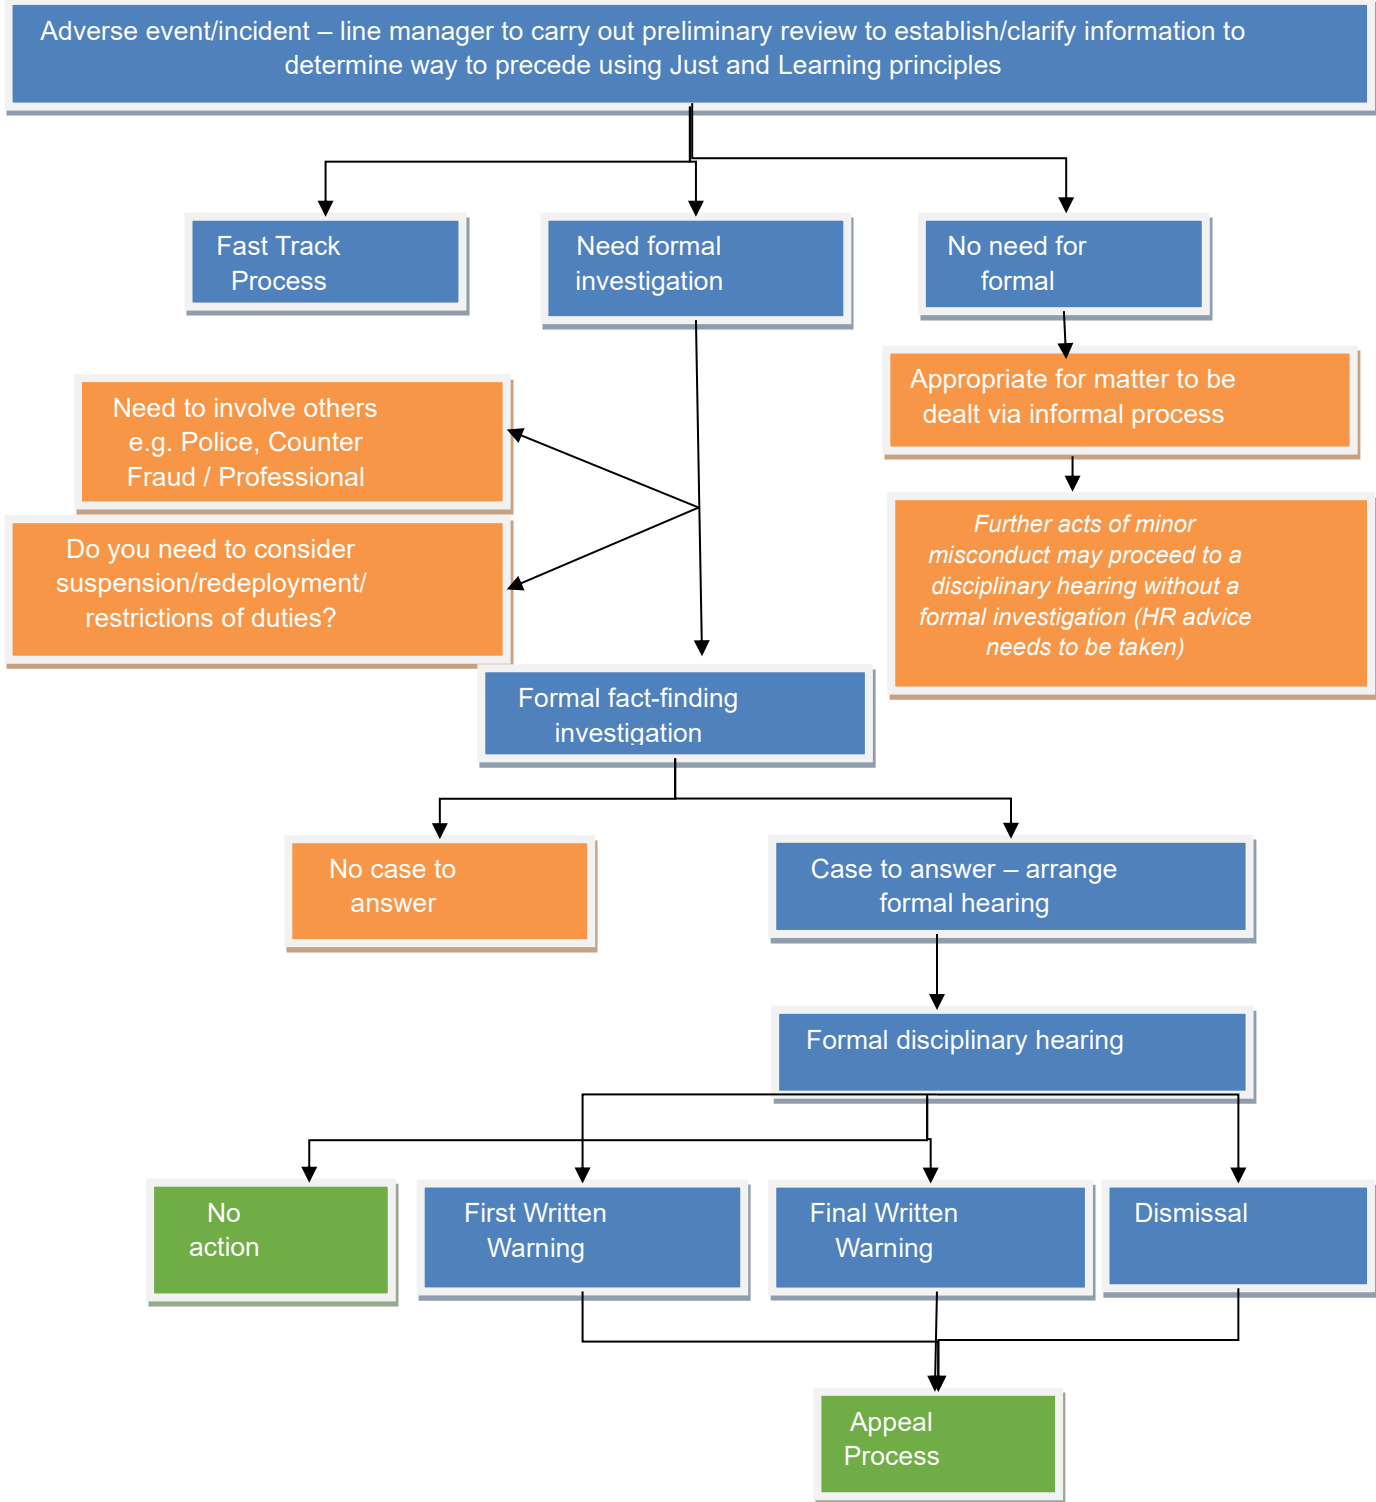 Adverse event/incident – line manager to carry out preliminary review to establish/clarify information to
determine way to precede using Just and Learning principles
Fast Track
Process
Need formal
investigation
No need for
formal
Need to involve others
e.g. Police, Counter
Fraud / Professional
Appropriate for matter to be
dealt via informal process
Do you need to consider
suspension/redeployment/
restrictions of duties?
Further acts of minor
misconduct may proceed to a
disciplinary hearing without a
formal investigation (HR advice
needs to be taken)
Formal fact-finding
investigation
No case to
answer
Case to answer – arrange
formal hearing
Formal disciplinary hearing
No
action
First Written
Warning
Final Written
Warning
Dismissal
Appeal
Process